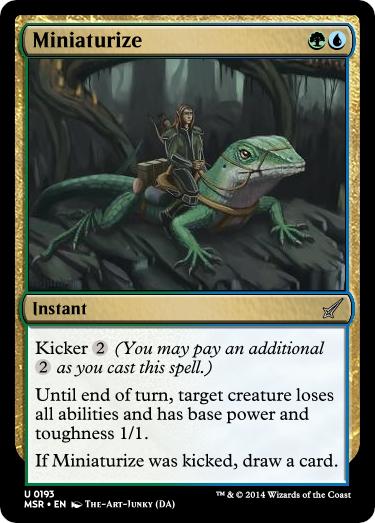 Miniaturize
Instant
Kicker 2 (You may pay an additional
2 as you cast this spell.)
Until end of turn, target creature loses
all abilities and has base power and
toughness 1/1.
If Miniaturize was kicked, draw a card.
U 0193
MSR • EN The-Art-Junky (DA)
™ & © 2014 Wizards of the Coast